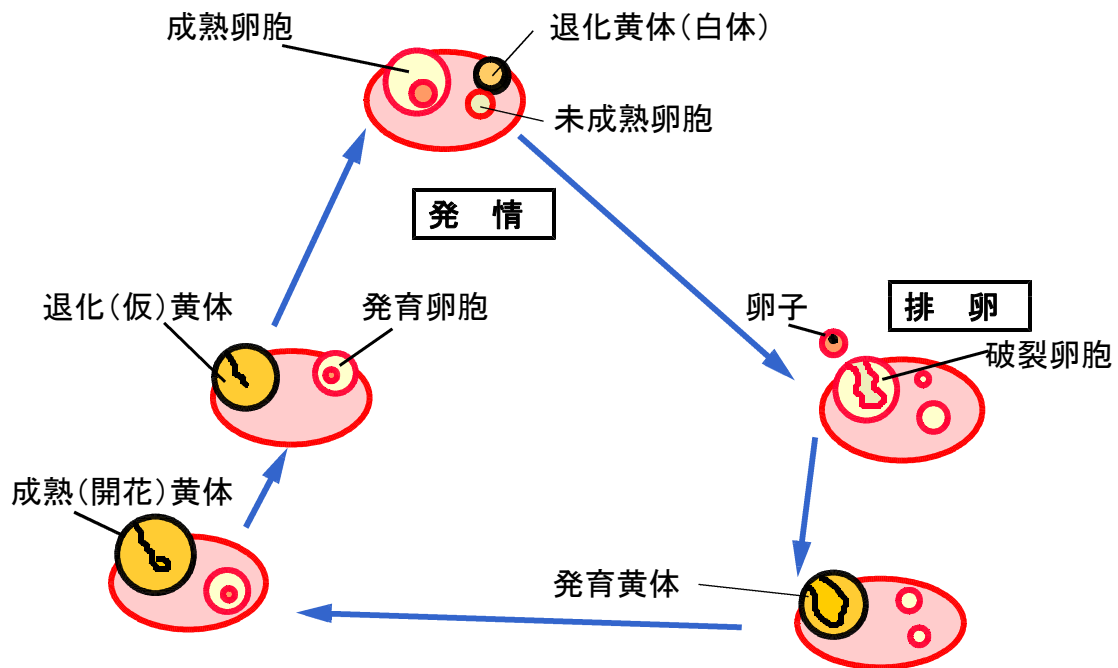 成熟卵胞
退化黄体(白体)
未成熟卵胞
発 情
退化(仮)黄体
発育卵胞
卵子
排 卵
破裂卵胞
成熟(開花)黄体
発育黄体